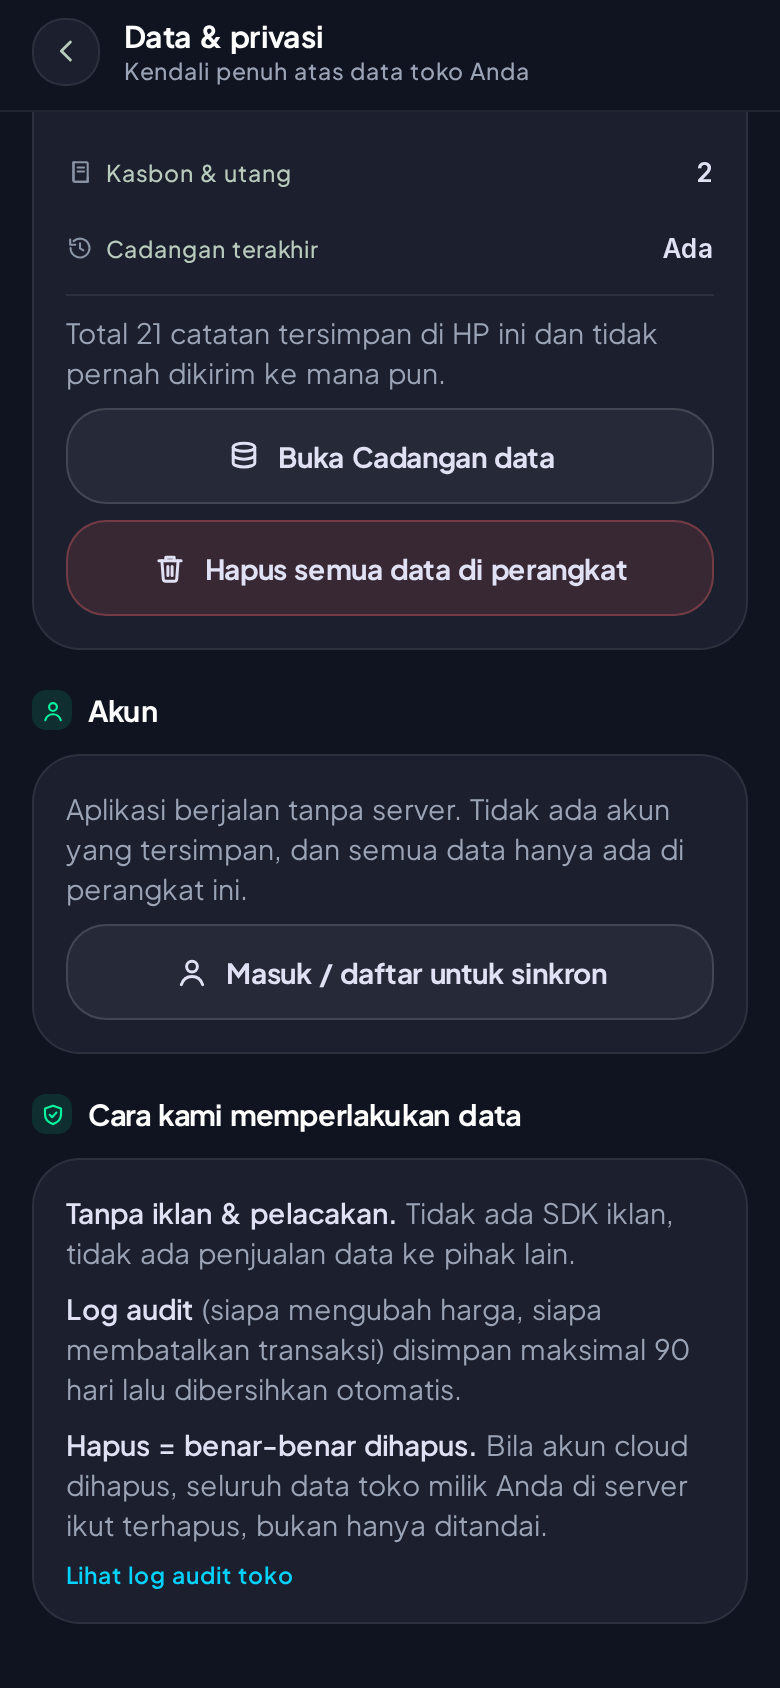 Data & privasi
Kendali penuh atas data toko Anda
Kasbon & utang
2
Cadangan terakhir
Ada
Total 21 catatan tersimpan di HP ini dan tidak
pernah dikirim ke mana pun.
Buka Cadangan data
Hapus semua data di perangkat
Akun
Aplikasi berjalan tanpa server. Tidak ada akun
yang tersimpan, dan semua data hanya ada di
perangkat ini.
Masuk / daftar untuk sinkron
Cara kami memperlakukan data
Tanpa iklan & pelacakan. Tidak ada SDK iklan,
tidak ada penjualan data ke pihak lain.
Log audit (siapa mengubah harga, siapa
membatalkan transaksi) disimpan maksimal 90
hari lalu dibersihkan otomatis.
Hapus = benar-benar dihapus. Bila akun cloud
dihapus, seluruh data toko milik Anda di server
ikut terhapus, bukan hanya ditandai.
Lihat log audit toko